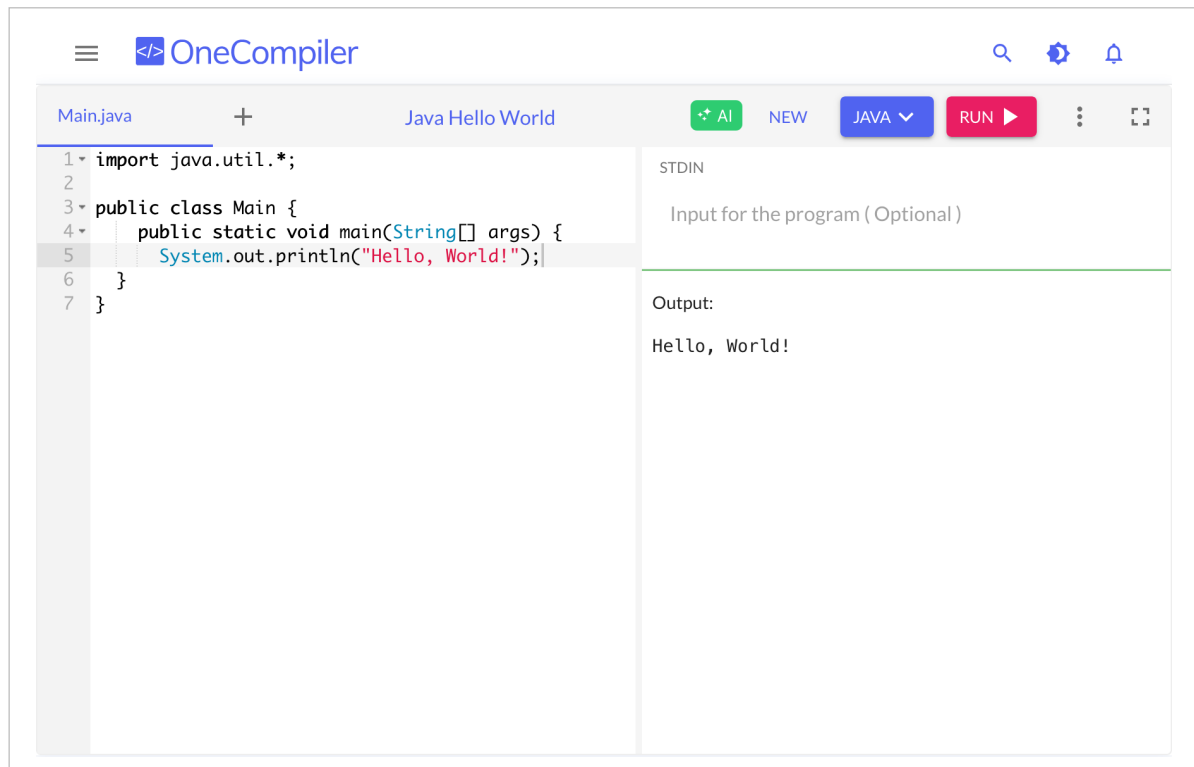 </> OneCompiler
Main.java + Java Hello World AI NEW JAVA RUN
1 import java.util.*;
2
3 public class Main {
4     public static void main(String[] args) {
5       System.out.println("Hello, World!");
6   }
7 }
STDIN
Input for the program ( Optional )
Output:
Hello, World!